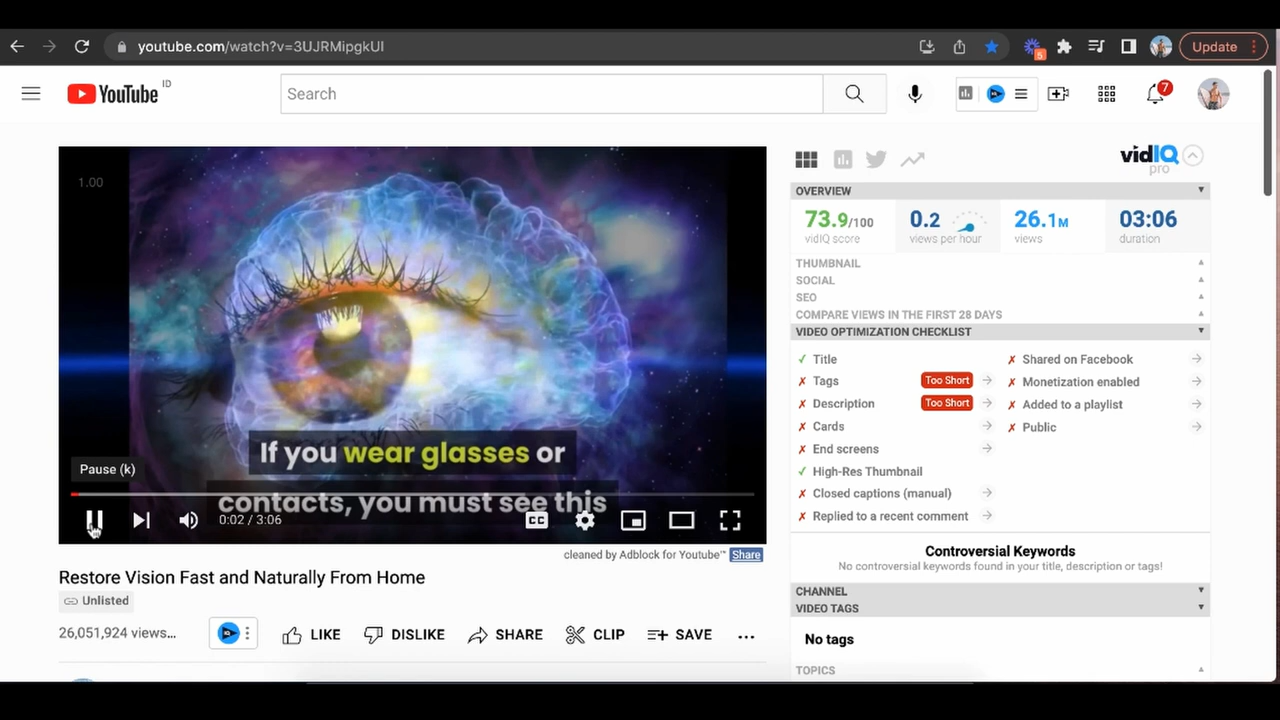 youtube.com/watch?v=3UJRMipgkUI
5
Update
YouTube ID
Search
7
1.00
If you wear glasses or
contacts, you must see this
Pause (k)
0:02 / 3:06
CC
cleaned by Adblock for Youtube™ Share
Restore Vision Fast and Naturally From Home
Unlisted
26,051,924 views...
LIKE
DISLIKE
SHARE
CLIP
SAVE
vidIQ
pro
OVERVIEW
73.9/100
vidIQ score
0.2
views per hour
26.1M
views
03:06
duration
THUMBNAIL
SOCIAL
SEO
COMPARE VIEWS IN THE FIRST 28 DAYS
VIDEO OPTIMIZATION CHECKLIST
Title
Tags Too Short
Description Too Short
Cards
End screens
High-Res Thumbnail
Closed captions (manual)
Replied to a recent comment
Shared on Facebook
Monetization enabled
Added to a playlist
Public
Controversial Keywords
No controversial keywords found in your title, description or tags!
CHANNEL
VIDEO TAGS
No tags
TOPICS